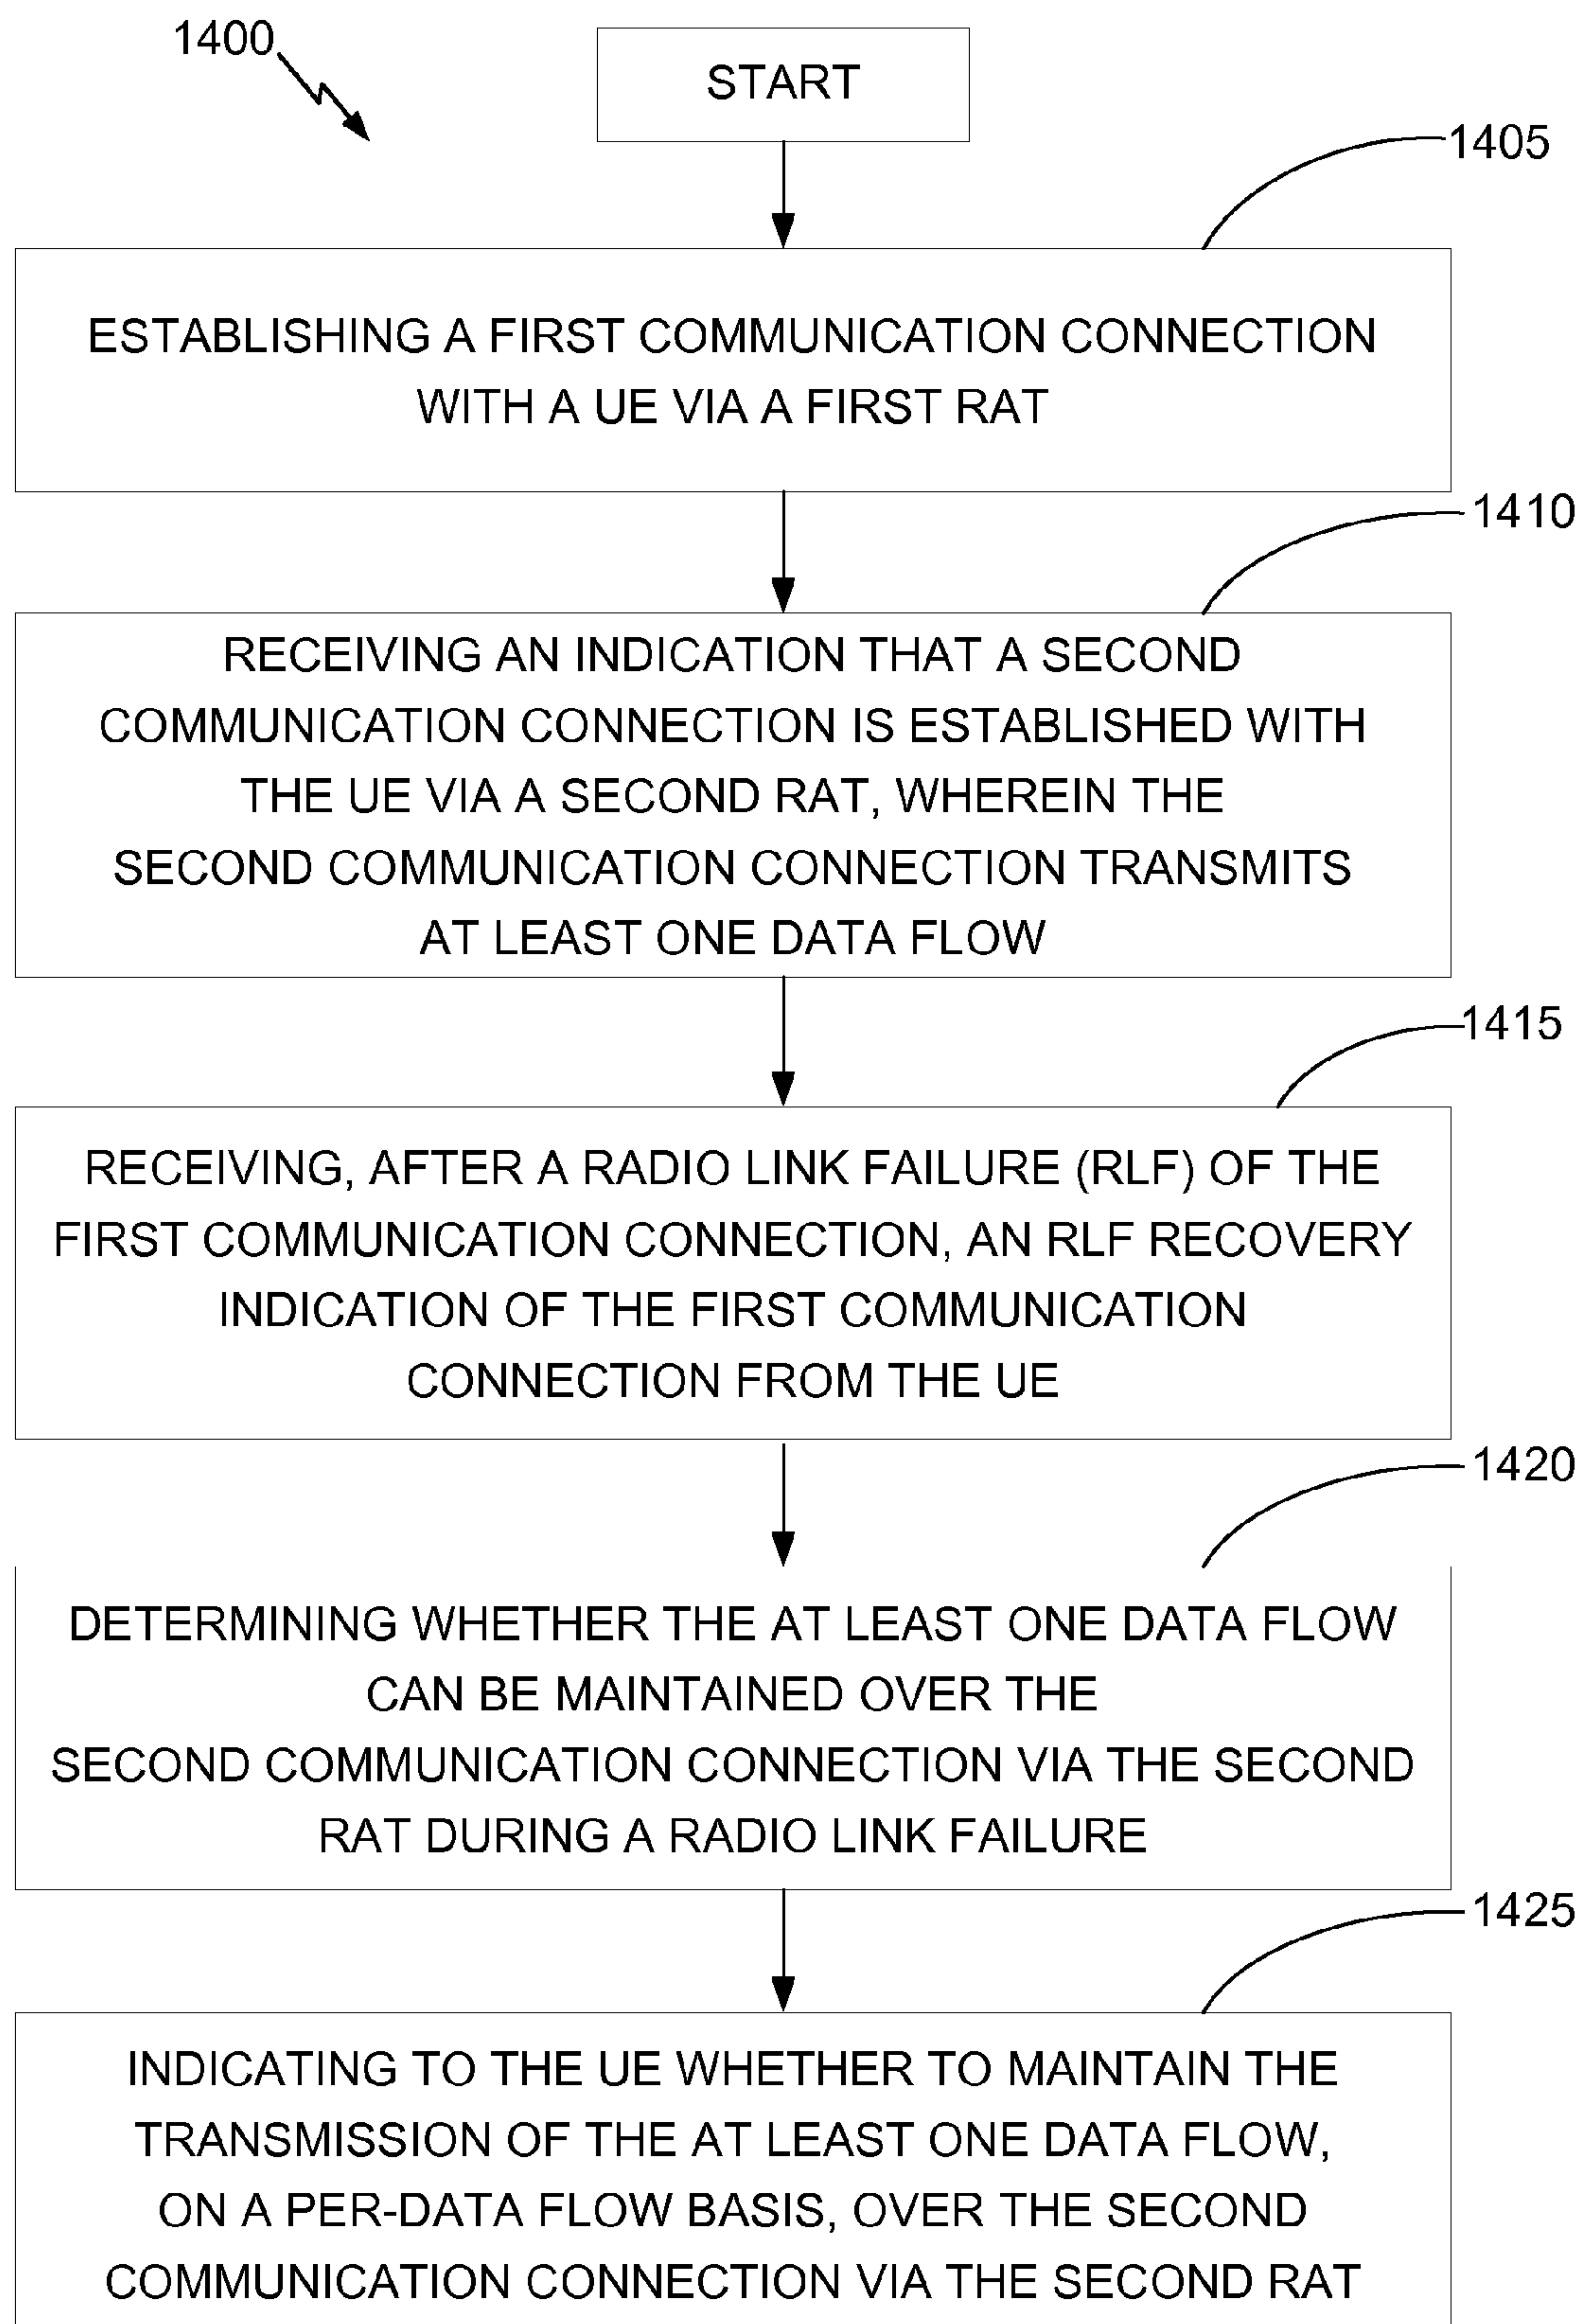 1400
START
1405
ESTABLISHING A FIRST COMMUNICATION CONNECTION
WITH A UE VIA A FIRST RAT
1410
RECEIVING AN INDICATION THAT A SECOND
COMMUNICATION CONNECTION IS ESTABLISHED WITH
THE UE VIA A SECOND RAT, WHEREIN THE
SECOND COMMUNICATION CONNECTION TRANSMITS
AT LEAST ONE DATA FLOW
1415
RECEIVING, AFTER A RADIO LINK FAILURE (RLF) OF THE
FIRST COMMUNICATION CONNECTION, AN RLF RECOVERY
INDICATION OF THE FIRST COMMUNICATION
CONNECTION FROM THE UE
1420
DETERMINING WHETHER THE AT LEAST ONE DATA FLOW
CAN BE MAINTAINED OVER THE
SECOND COMMUNICATION CONNECTION VIA THE SECOND
RAT DURING A RADIO LINK FAILURE
1425
INDICATING TO THE UE WHETHER TO MAINTAIN THE
TRANSMISSION OF THE AT LEAST ONE DATA FLOW,
ON A PER-DATA FLOW BASIS, OVER THE SECOND
COMMUNICATION CONNECTION VIA THE SECOND RAT